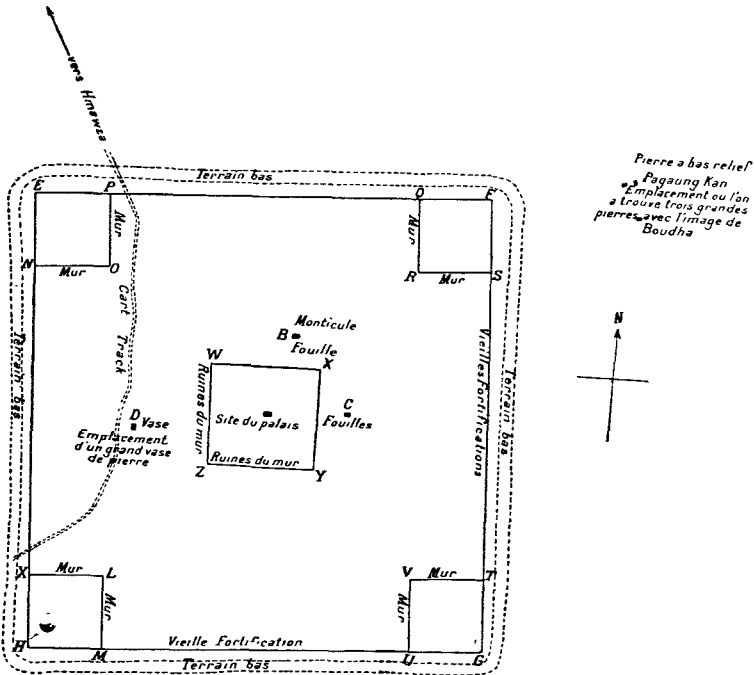 vers Hmawza
Pierre a bas relief
Pagaung Kan
Emplacement ou l'on
a trouve trois grandes
pierres avec l'image de
Boudha
Terrain bas
E
P
Q
F
Mur
Mur
N
Mur
O
R
Mur
S
N
Cart Track
Monticule
B
Fouille
W
X
Ruines du mur
Site du palais
C
Fouilles
D Vase
Emplacement
d'un grand vase
de pierre
Z
Ruines du mur
Y
Terrain bas
Vieilles Fortifications
Terrain bas
X
Mur
L
V
Mur
T
Mur
Mur
H
M
Vieille Fortification
U
G
Terrain bas